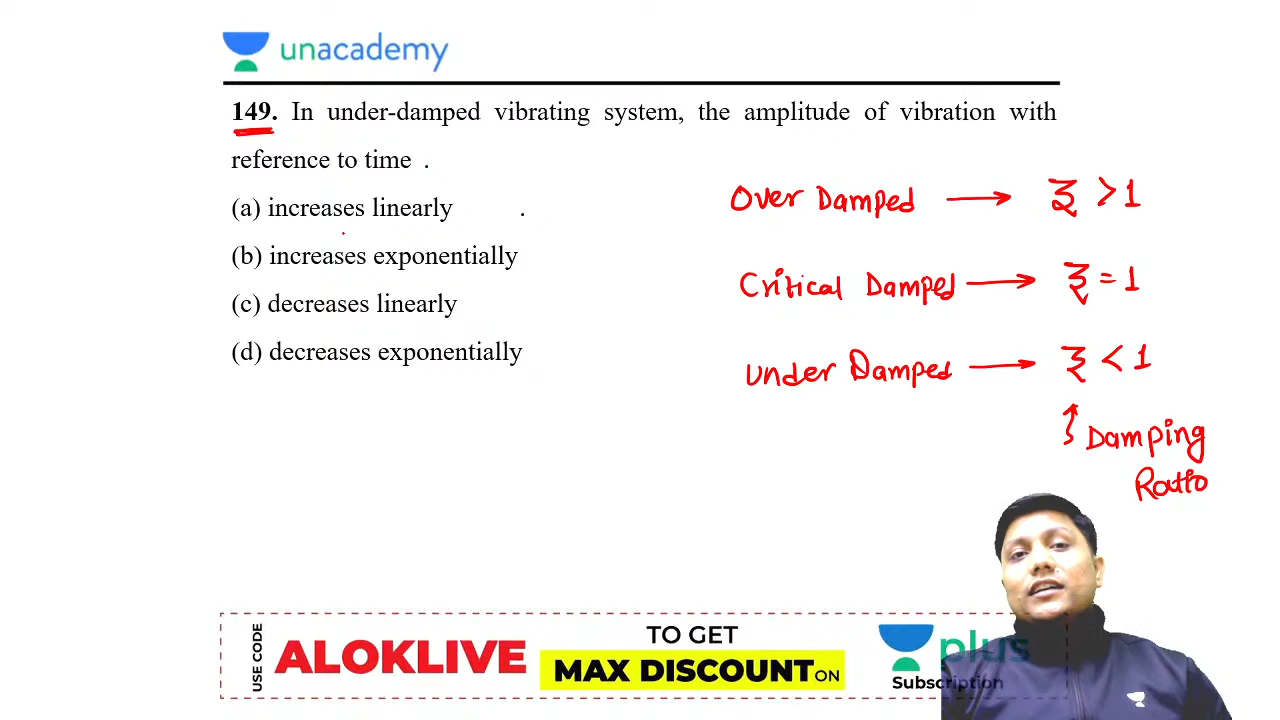 unacademy
149. In under-damped vibrating system, the amplitude of vibration with
reference to time .
(a) increases linearly .
(b) increases exponentially
(c) decreases linearly
(d) decreases exponentially
Over Damped → ξ > 1
Critical Damped → ξ = 1
Under Damped → ξ < 1
Damping
Ratio
USE CODE
ALOKLIVE
TO GET
MAX DISCOUNT ON
plus
Subscription